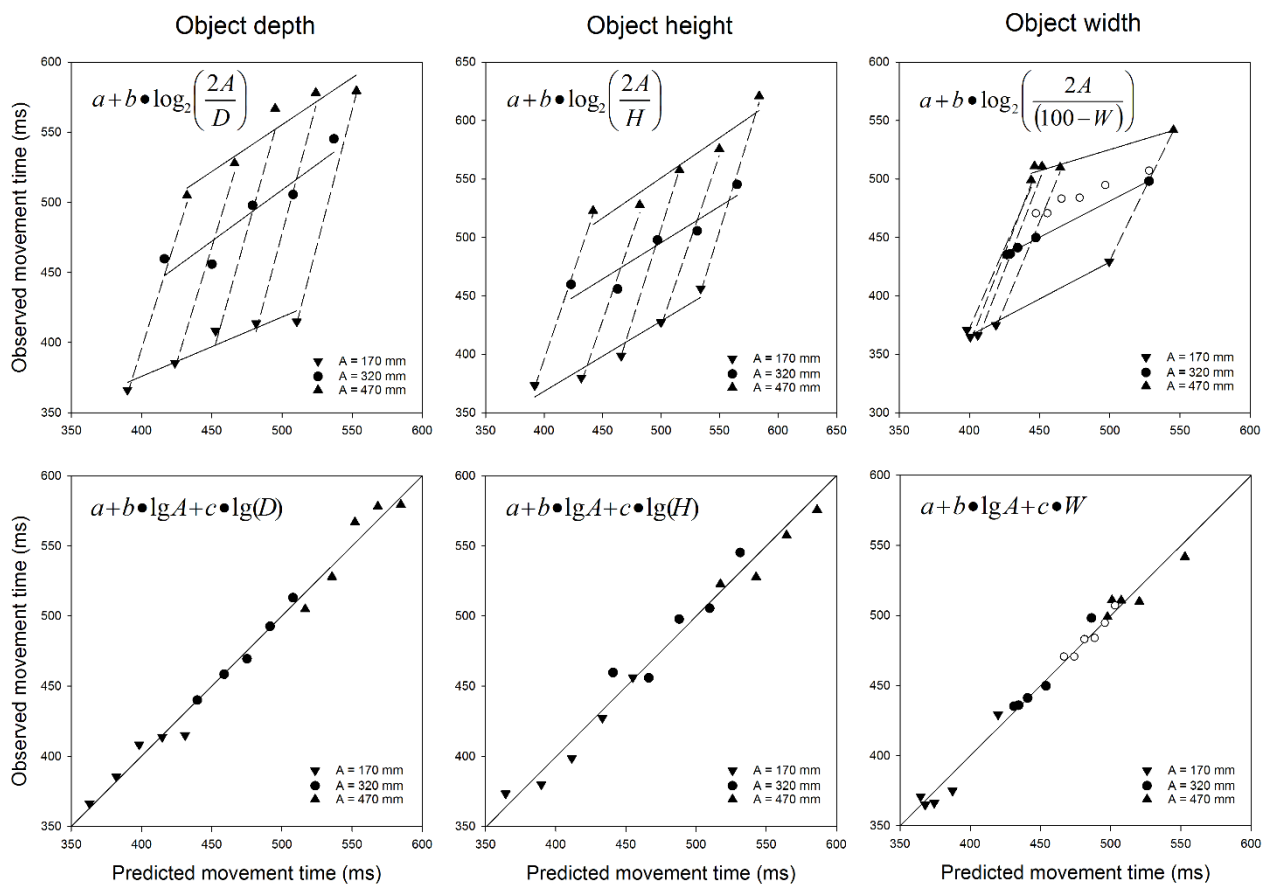 Object depth
Object height
Object width
Observed movement time (ms)
600
550
500
450
400
350
a + b • log₂(2A/D)
A = 170 mm
A = 320 mm
A = 470 mm
350 400 450 500 550 600
650
600
550
500
450
400
350
a + b • log₂(2A/H)
A = 170 mm
A = 320 mm
A = 470 mm
350 400 450 500 550 600
600
550
500
450
400
350
300
a + b • log₂(2A/(100 − W))
A = 170 mm
A = 320 mm
A = 470 mm
350 400 450 500 550 600
Observed movement time (ms)
600
550
500
450
400
350
a + b • lg A + c • lg(D)
A = 170 mm
A = 320 mm
A = 470 mm
350 400 450 500 550 600
Predicted movement time (ms)
600
550
500
450
400
350
a + b • lg A + c • lg(H)
A = 170 mm
A = 320 mm
A = 470 mm
350 400 450 500 550 600
Predicted movement time (ms)
600
550
500
450
400
350
a + b • lg A + c • W
A = 170 mm
A = 320 mm
A = 470 mm
350 400 450 500 550 600
Predicted movement time (ms)